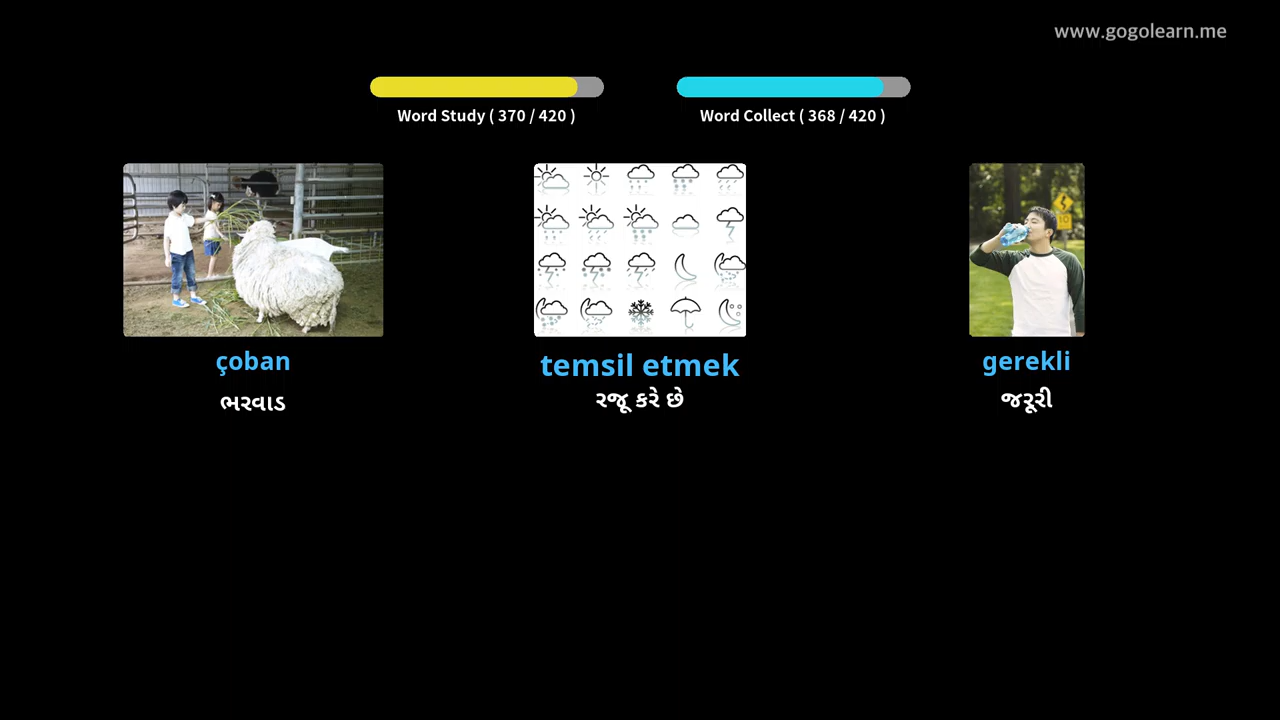 www.gogolearn.me
Word Study ( 370 / 420 )
Word Collect ( 368 / 420 )
çoban
temsil etmek
gerekli
ભરવાડ
રજૂ કરે છે
જરૂરી